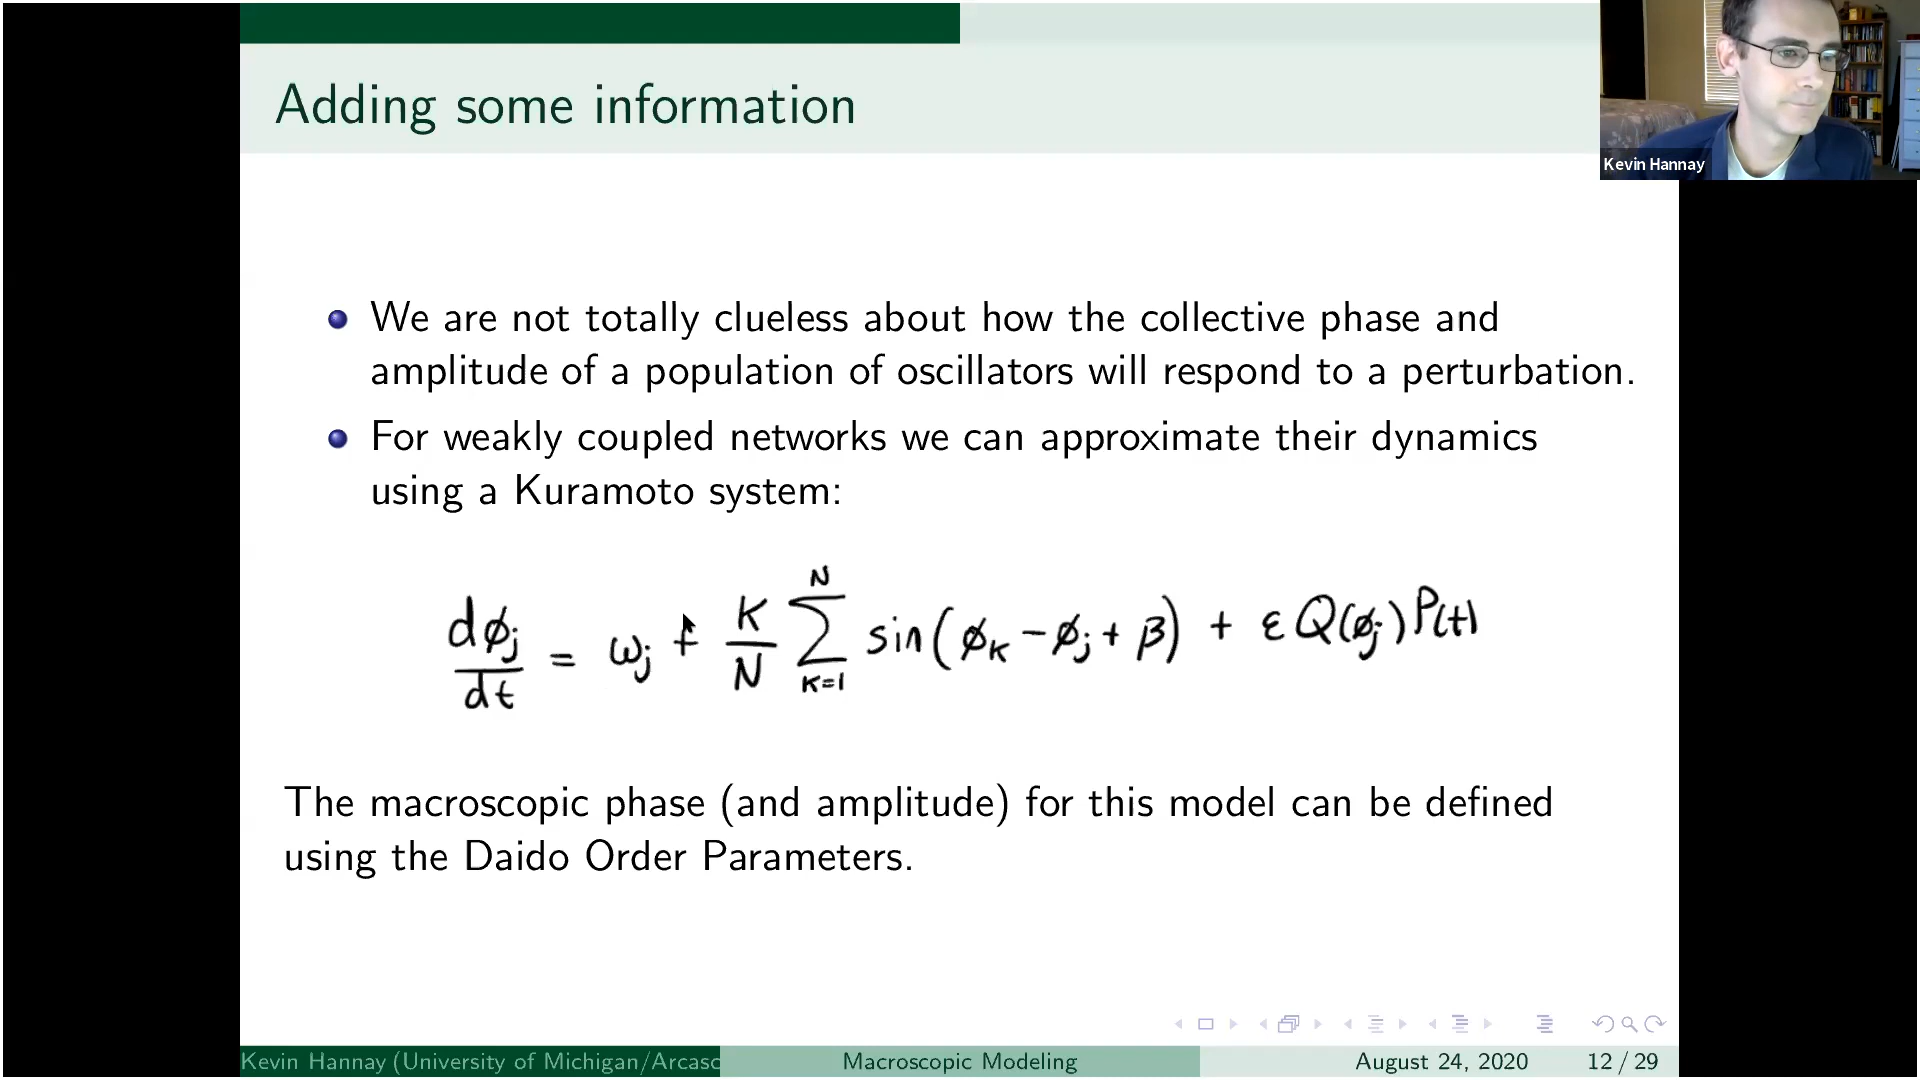 Adding some information
Kevin Hannay
We are not totally clueless about how the collective phase and
amplitude of a population of oscillators will respond to a perturbation.
For weakly coupled networks we can approximate their dynamics
using a Kuramoto system:
dϕj/dt = ωj + K/N ∑_{K=1}^{N} sin(ϕK − ϕj + β) + ε Q(ϕj) P(t)
The macroscopic phase (and amplitude) for this model can be defined
using the Daido Order Parameters.
Kevin Hannay (University of Michigan/Arcasc Macroscopic Modeling August 24, 2020 12 / 29